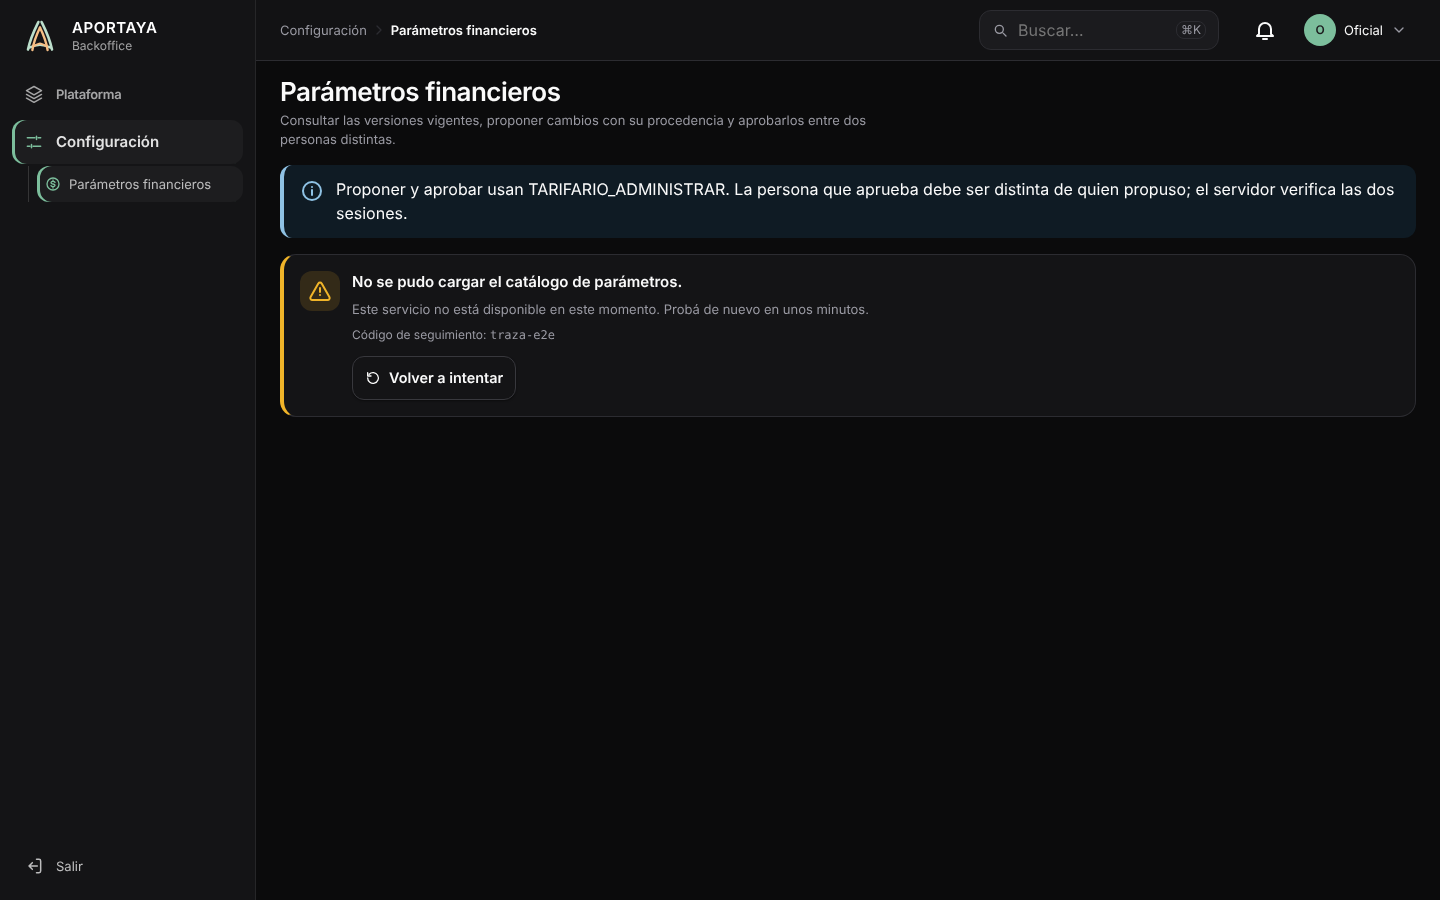 APORTAYA
Backoffice
Plataforma
Configuración
Parámetros financieros
Salir
Configuración
Parámetros financieros
Buscar...
⌘K
O
Oficial
Parámetros financieros
Consultar las versiones vigentes, proponer cambios con su procedencia y aprobarlos entre dos
personas distintas.
Proponer y aprobar usan TARIFARIO_ADMINISTRAR. La persona que aprueba debe ser distinta de quien propuso; el servidor verifica las dos
sesiones.
No se pudo cargar el catálogo de parámetros.
Este servicio no está disponible en este momento. Probá de nuevo en unos minutos.
Código de seguimiento: traza-e2e
Volver a intentar